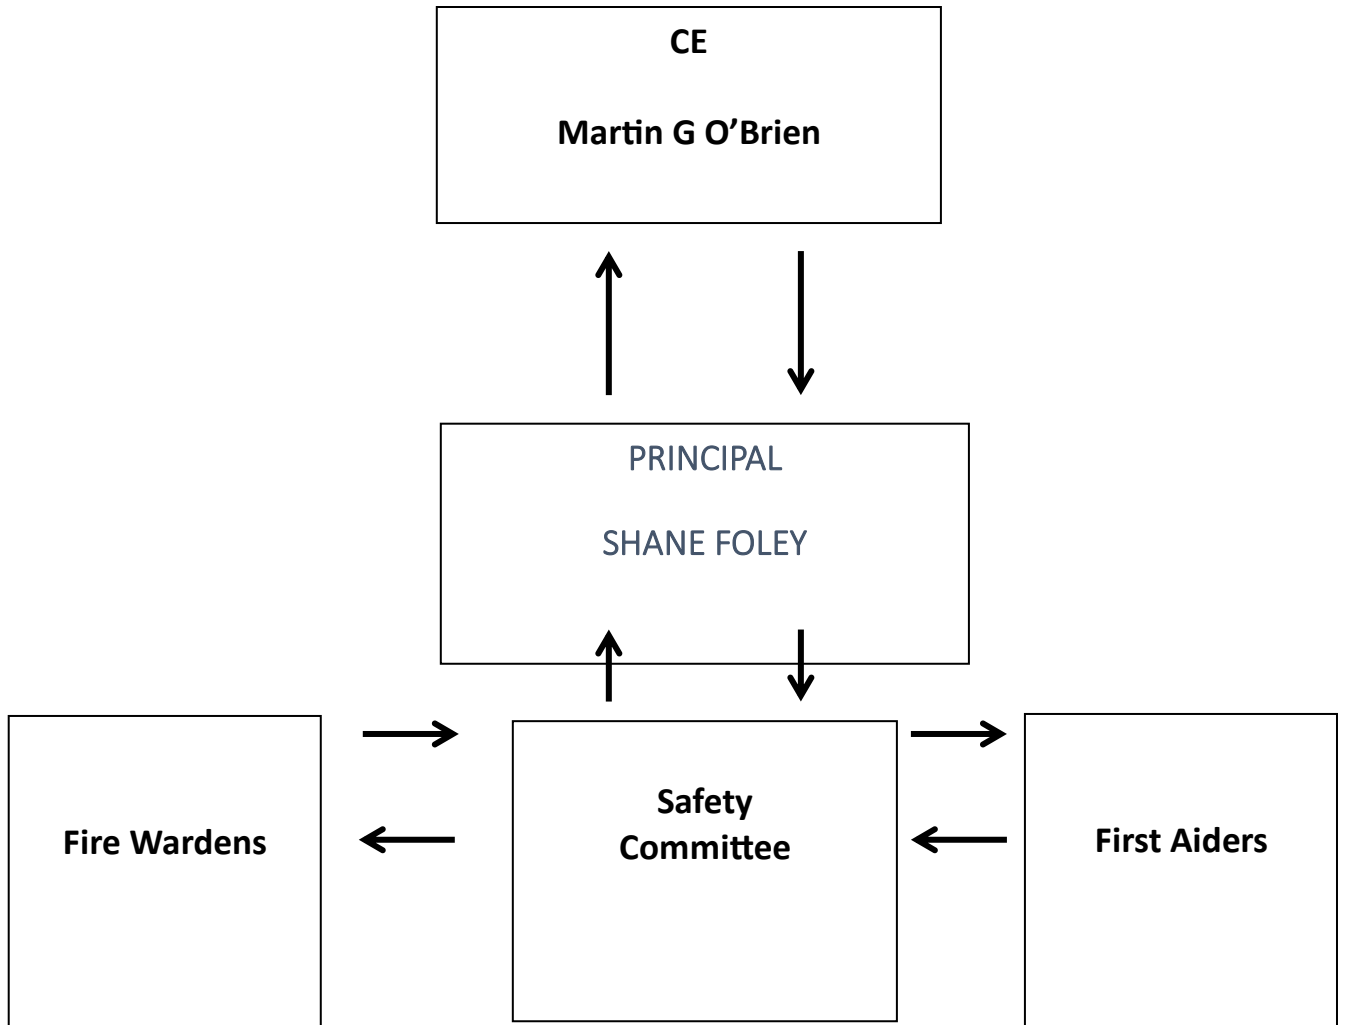 CE
Martin G O’Brien
PRINCIPAL
SHANE FOLEY
Fire Wardens
Safety
Committee
First Aiders